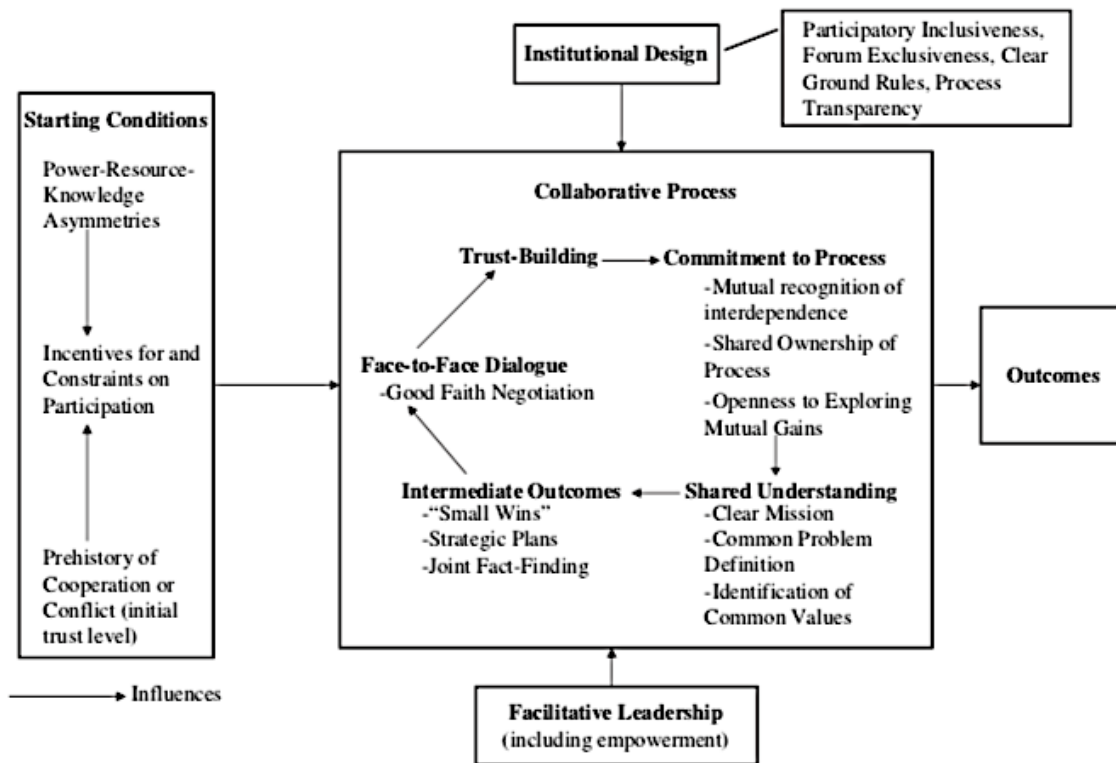 Institutional Design
Participatory Inclusiveness,
Forum Exclusiveness, Clear
Ground Rules, Process
Transparency
Starting Conditions
Power-Resource-
Knowledge
Asymmetries
Incentives for and
Constraints on
Participation
Prehistory of
Cooperation or
Conflict (initial
trust level)
Influences
Collaborative Process
Trust-Building
Commitment to Process
-Mutual recognition of
interdependence
-Shared Ownership of
Process
-Openness to Exploring
Mutual Gains
Face-to-Face Dialogue
-Good Faith Negotiation
Intermediate Outcomes
-“Small Wins”
-Strategic Plans
-Joint Fact-Finding
Shared Understanding
-Clear Mission
-Common Problem
Definition
-Identification of
Common Values
Outcomes
Facilitative Leadership
(including empowerment)